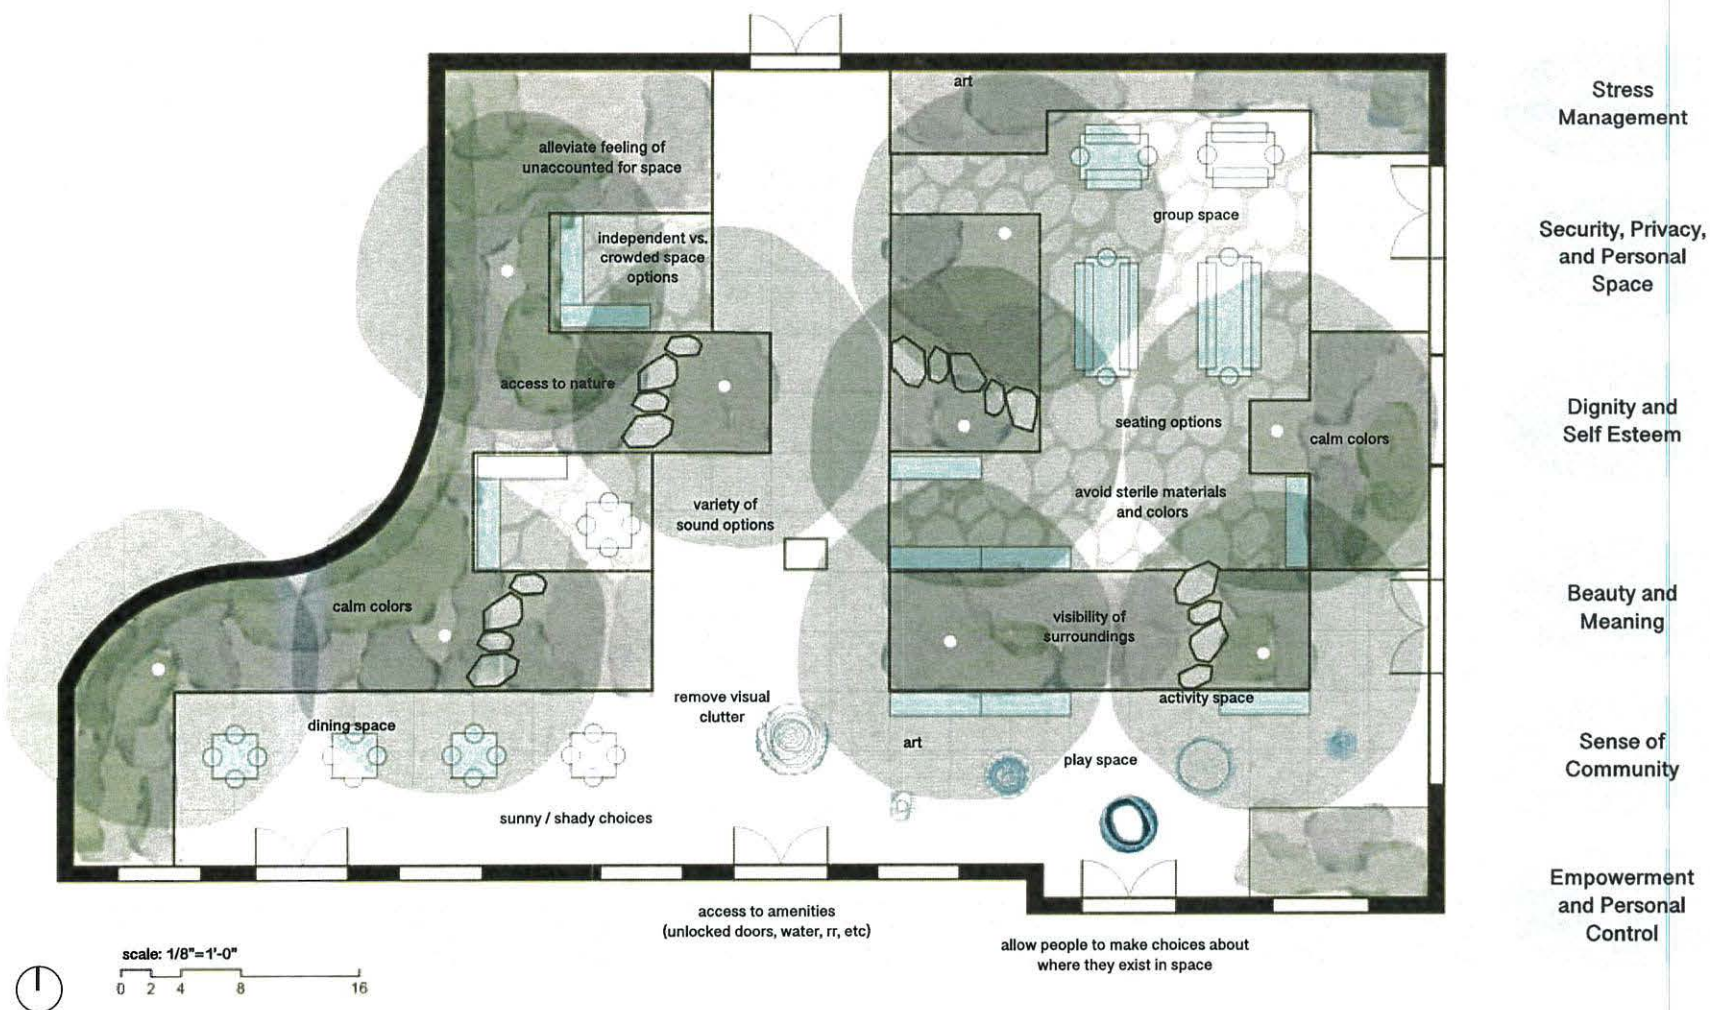 art
alleviate feeling of
unaccounted for space
independent vs.
crowded space
options
group space
access to nature
seating options
calm colors
variety of
sound options
avoid sterile materials
and colors
calm colors
visibility of
surroundings
remove visual
clutter
activity space
dining space
art
play space
sunny / shady choices
access to amenities
(unlocked doors, water, rr, etc)
allow people to make choices about
where they exist in space
scale: 1/8"=1'-0"
0 2 4 8 16
Stress
Management
Security, Privacy,
and Personal
Space
Dignity and
Self Esteem
Beauty and
Meaning
Sense of
Community
Empowerment
and Personal
Control